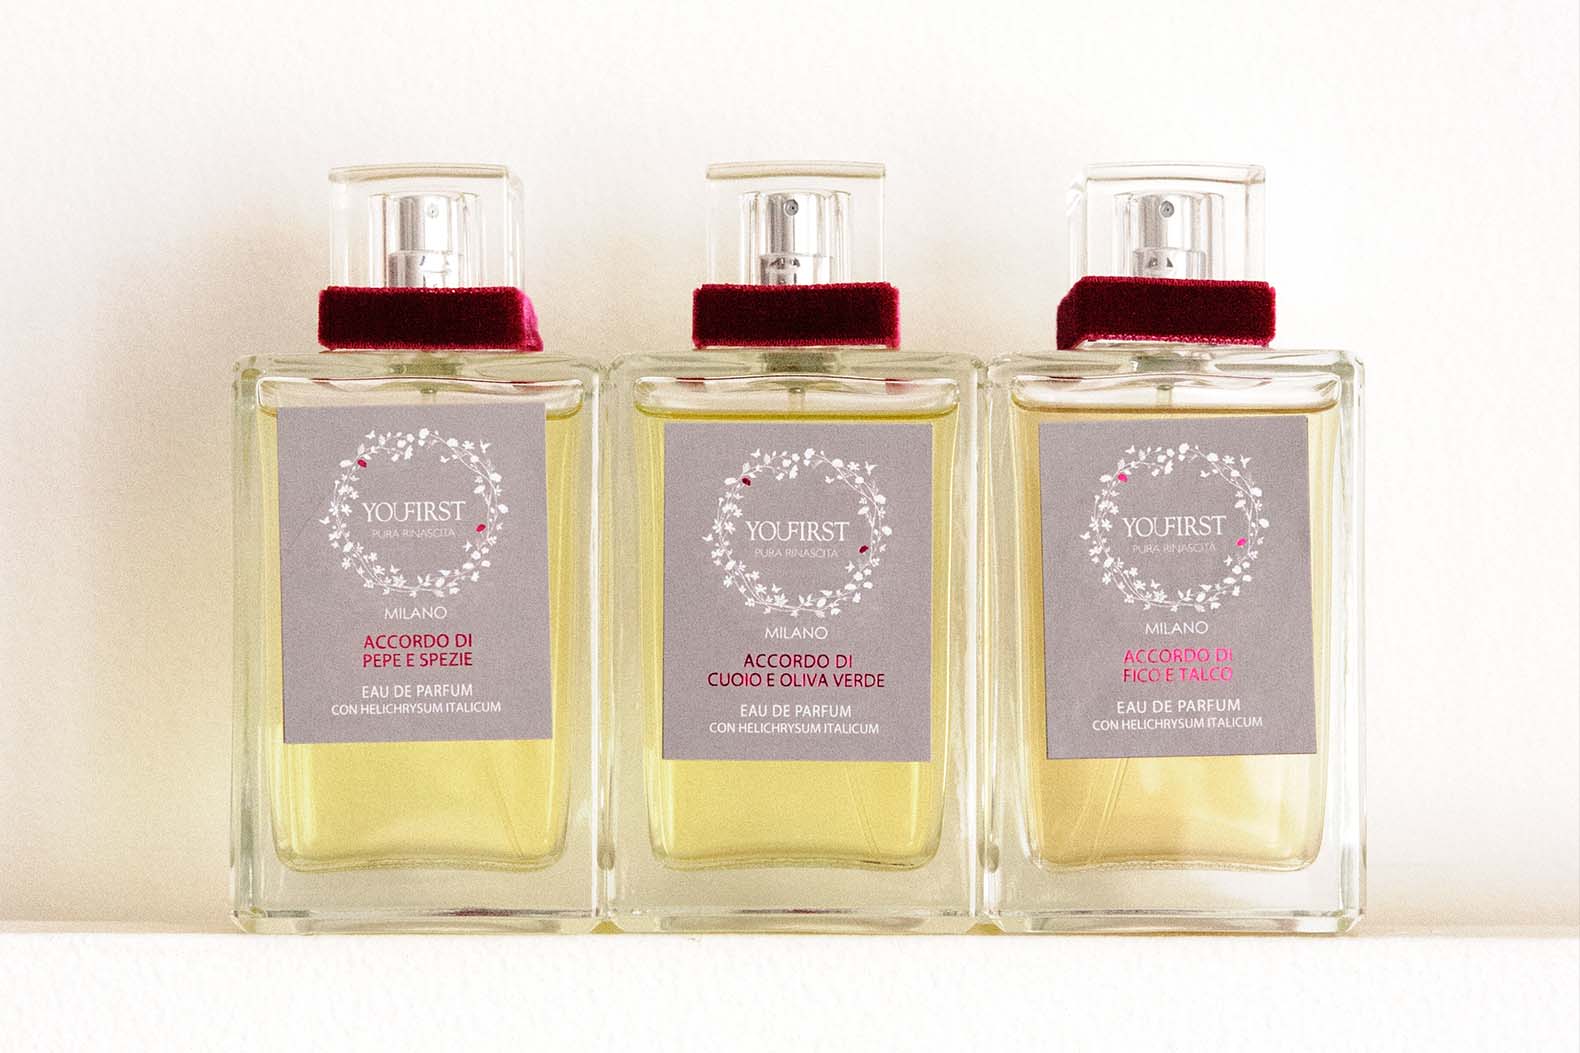 YOUFIRST
PURA RINASCITA
MILANO
ACCORDO DI
PEPE E SPEZIE
EAU DE PARFUM
CON HELICHRYSUM ITALICUM
YOUFIRST
PURA RINASCITA
MILANO
ACCORDO DI
CUOIO E OLIVA VERDE
EAU DE PARFUM
CON HELICHRYSUM ITALICUM
YOUFIRST
PURA RINASCITA
MILANO
ACCORDO DI
FICO E TALCO
EAU DE PARFUM
CON HELICHRYSUM ITALICUM